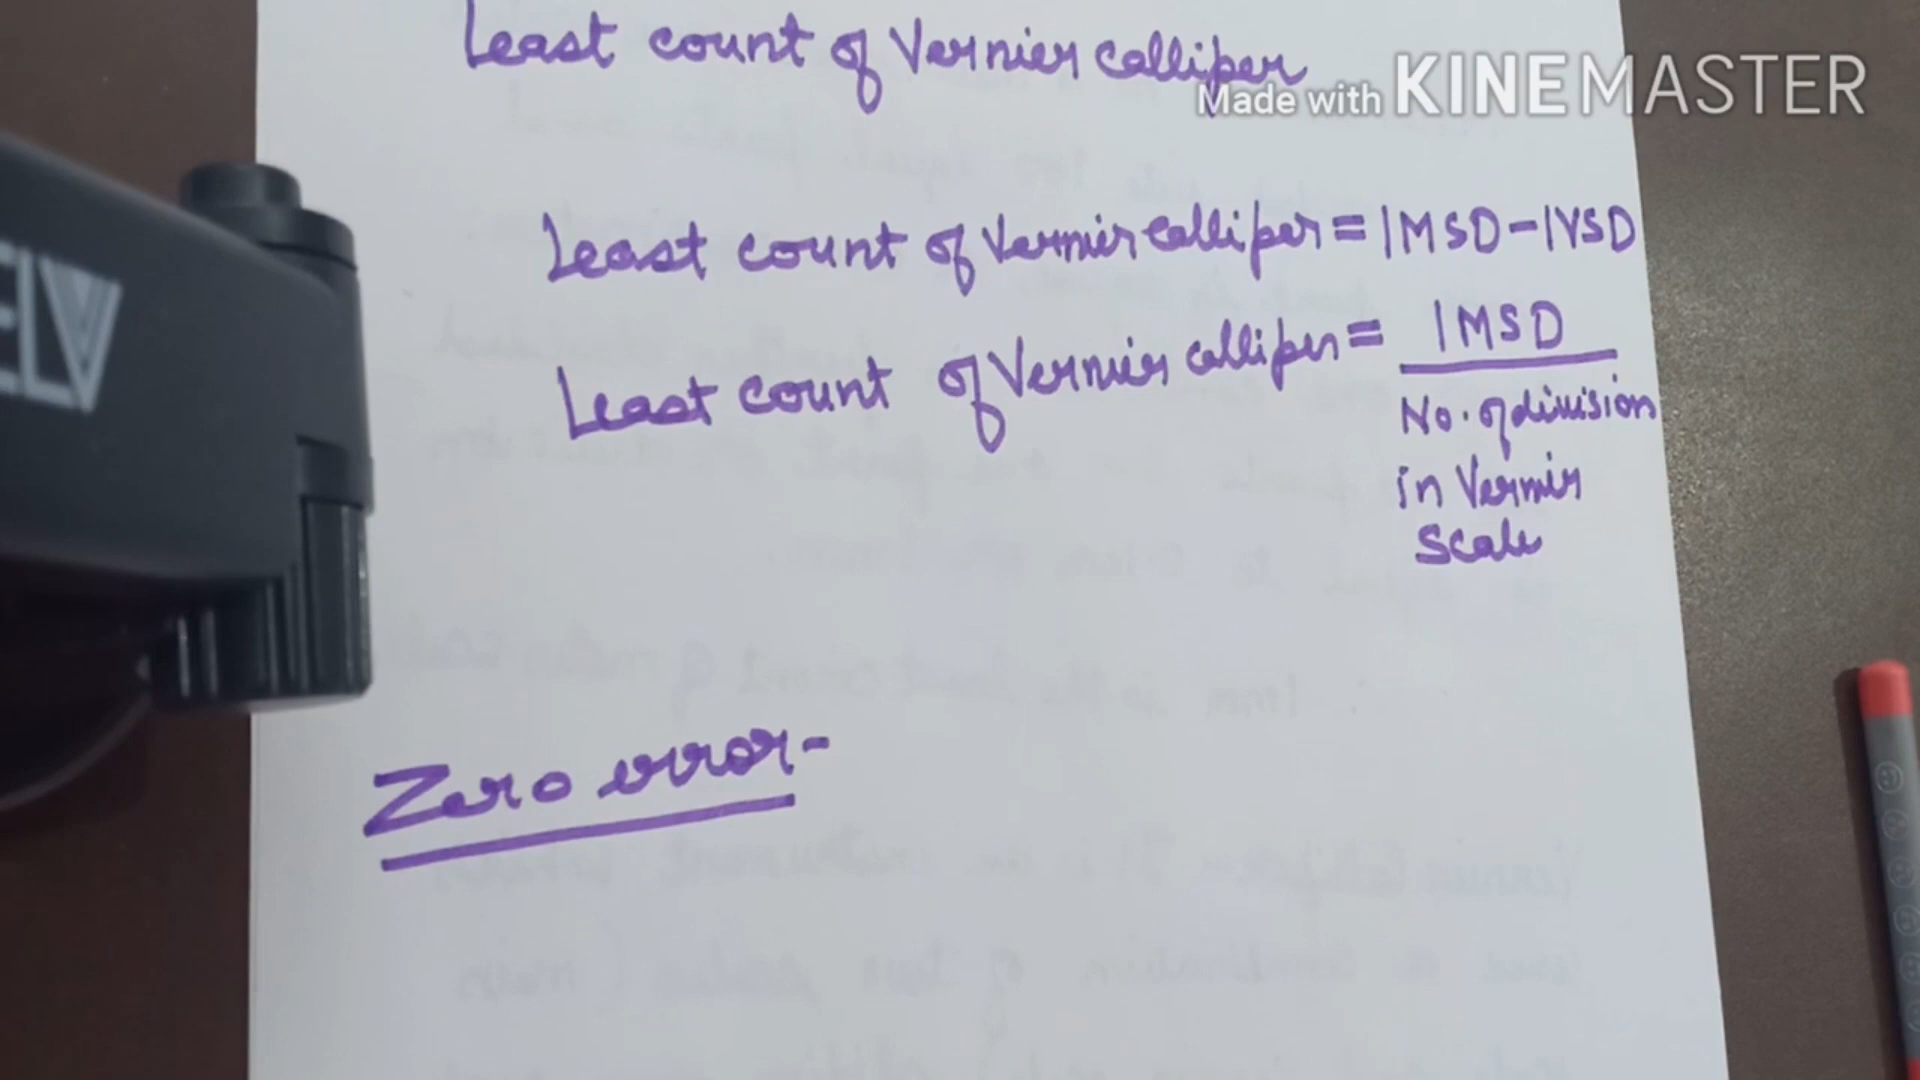 Least count of Vernier calliper
Made with KINEMASTER
Least count of Vernier calliper = 1MSD-1VSD
Least count of Vernier calliper = 1MSD
No. of division
in Vernier
Scale
ELV
Zero error-